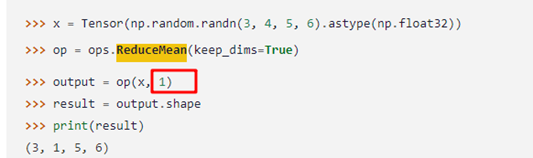 >>> x = Tensor(np.random.randn(3, 4, 5, 6).astype(np.float32))
>>> op = ops.ReduceMean(keep_dims=True)
>>> output = op(x, 1)
>>> result = output.shape
>>> print(result)
(3, 1, 5, 6)